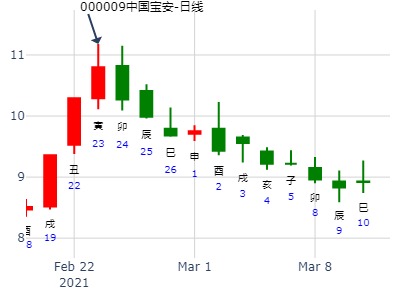 000009中国宝安-日线
11
10
9
8
酉
8
戌
19
丑
22
寅
23
卯
24
辰
25
巳
26
申
1
酉
2
戌
3
亥
4
子
5
卯
8
辰
9
巳
10
Feb 22
2021
Mar 1
Mar 8